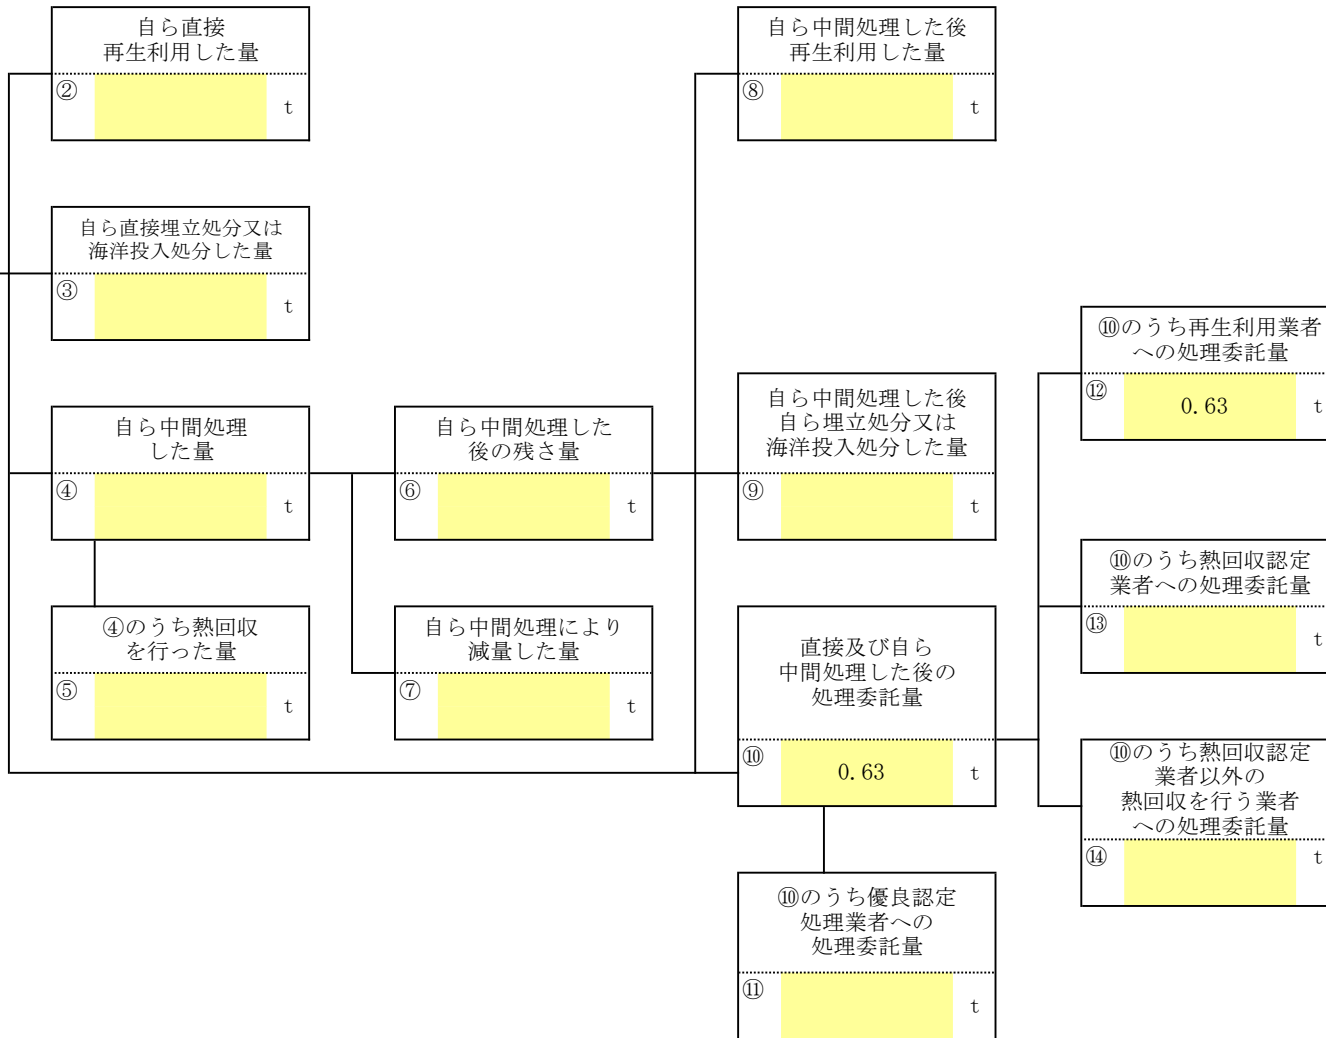 自ら直接
再生利用した量
②
t
自ら中間処理した後
再生利用した量
⑧
t
自ら直接埋立処分又は
海洋投入処分した量
③
t
⑩のうち再生利用業者
への処理委託量
⑫
0.63
t
自ら中間処理
した量
④
t
自ら中間処理した
後の残さ量
⑥
t
自ら中間処理した後
自ら埋立処分又は
海洋投入処分した量
⑨
t
⑩のうち熱回収認定
業者への処理委託量
⑬
t
④のうち熱回収
を行った量
⑤
t
自ら中間処理により
減量した量
⑦
t
直接及び自ら
中間処理した後の
処理委託量
⑩
0.63
t
⑩のうち熱回収認定
業者以外の
熱回収を行う業者
への処理委託量
⑭
t
⑩のうち優良認定
処理業者への
処理委託量
⑪
t